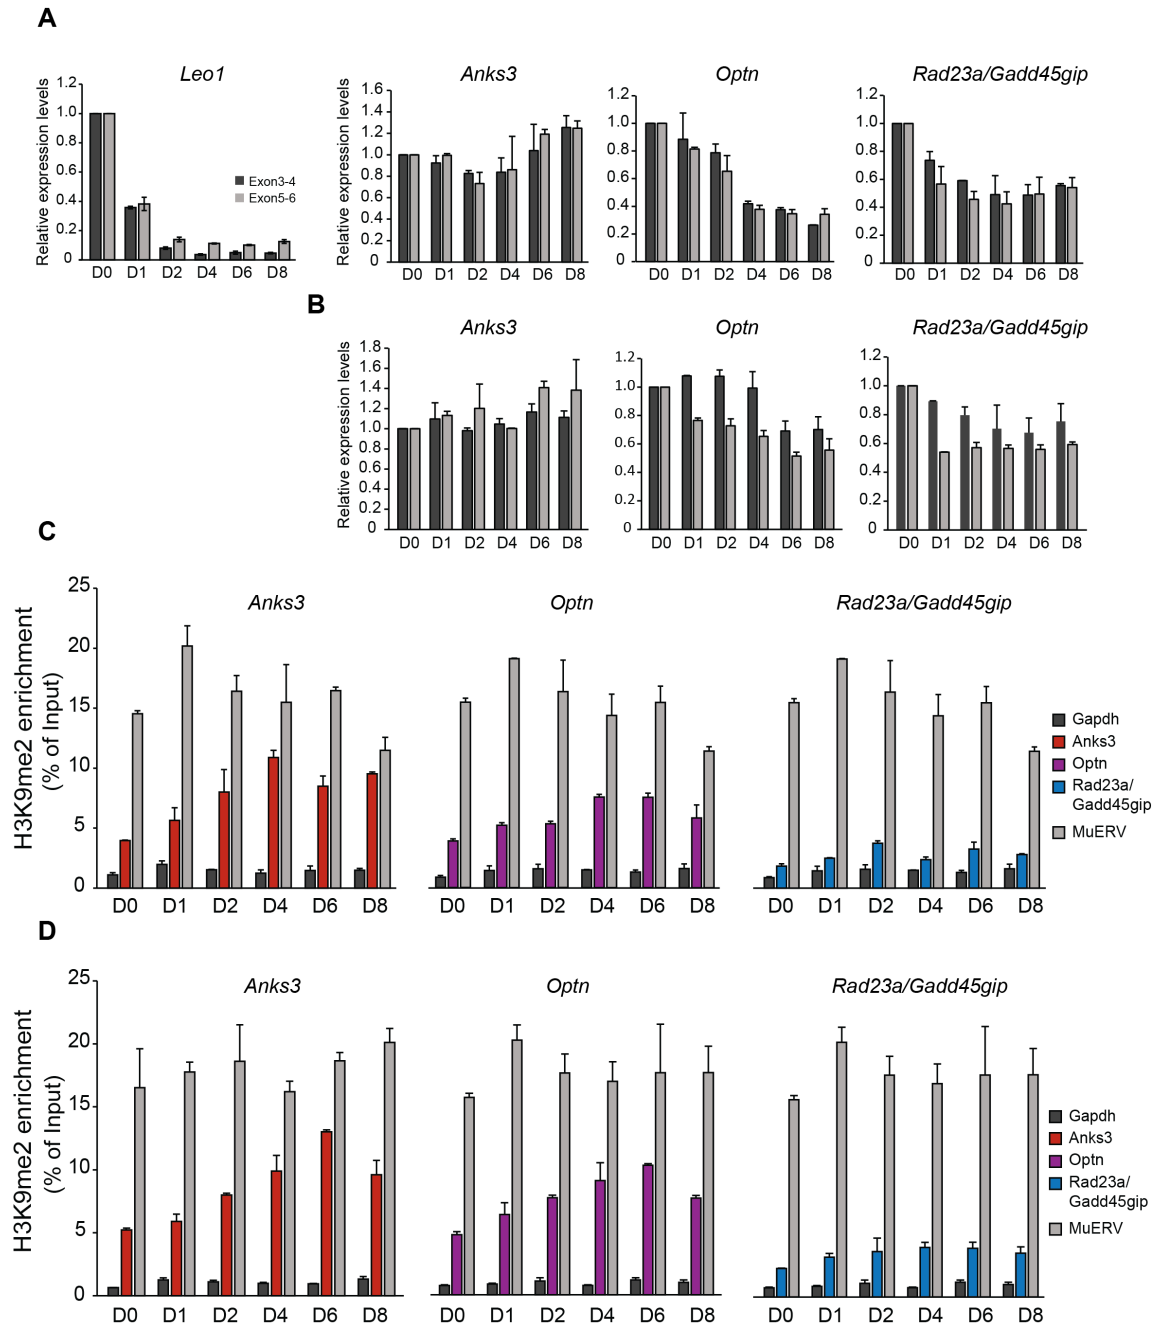 A
Leo1
Anks3
Optn
Rad23a/Gadd45gip
Relative expression levels
1.2
1.0
0.8
0.6
0.4
0.2
0
Exon3-4
Exon5-6
D0 D1 D2 D4 D6 D8
Relative expression levels
1.6
1.4
1.2
1.0
0.8
0.6
0.4
0.2
0
D0 D1 D2 D4 D6 D8
1.2
1.0
0.8
0.6
0.4
0.2
0
D0 D1 D2 D4 D6 D8
1.2
1.0
0.8
0.6
0.4
0.2
0
D0 D1 D2 D4 D6 D8
B
Anks3
Optn
Rad23a/Gadd45gip
Relative expression levels
1.8
1.6
1.4
1.2
1.0
0.8
0.6
0.4
0.2
0
D0 D1 D2 D4 D6 D8
1.2
1.0
0.8
0.6
0.4
0.2
0
D0 D1 D2 D4 D6 D8
1.2
1.0
0.8
0.6
0.4
0.2
0
D0 D1 D2 D4 D6 D8
C
Anks3
Optn
Rad23a/Gadd45gip
H3K9me2 enrichment
(% of Input)
25
20
15
10
5
0
D0 D1 D2 D4 D6 D8
D0 D1 D2 D4 D6 D8
D0 D1 D2 D4 D6 D8
Gapdh
Anks3
Optn
Rad23a/
Gadd45gip
MuERV
D
Anks3
Optn
Rad23a/Gadd45gip
H3K9me2 enrichment
(% of Input)
25
20
15
10
5
0
D0 D1 D2 D4 D6 D8
D0 D1 D2 D4 D6 D8
D0 D1 D2 D4 D6 D8
Gapdh
Anks3
Optn
Rad23a/
Gadd45gip
MuERV